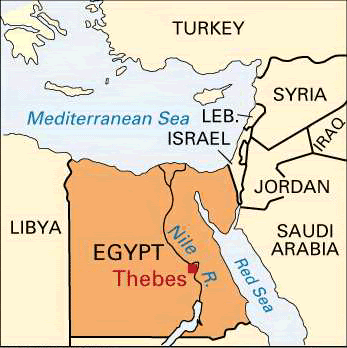 TURKEY
SYRIA
Mediterranean Sea
LEB.
ISRAEL
IRAQ
JORDAN
LIBYA
SAUDI
ARABIA
EGYPT
Nile R.
Thebes
Red Sea